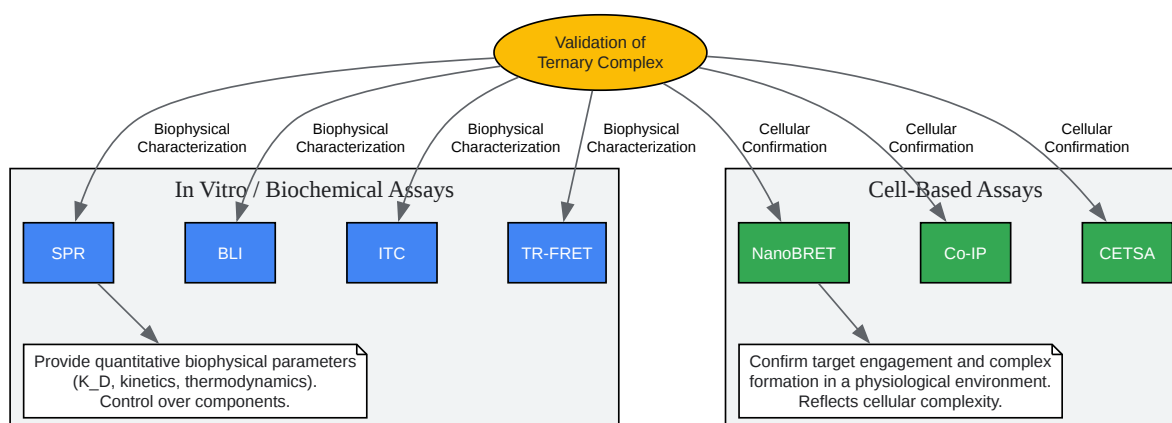 Validation of
Ternary Complex
Biophysical
Characterization
Biophysical
Characterization
Biophysical
Characterization
Biophysical
Characterization
Cellular
Confirmation
Cellular
Confirmation
Cellular
Confirmation
In Vitro / Biochemical Assays
Cell-Based Assays
SPR
BLI
ITC
TR-FRET
NanoBRET
Co-IP
CETSA
Provide quantitative biophysical parameters
(K_D, kinetics, thermodynamics).
Control over components.
Confirm target engagement and complex
formation in a physiological environment.
Reflects cellular complexity.